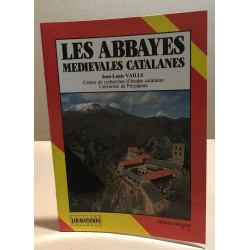 LES ABBAYES
MEDIEVALES CATALANES
Jean-Louis VAILLS
Centre de recherches d'études catalanes
Université de Perpignan